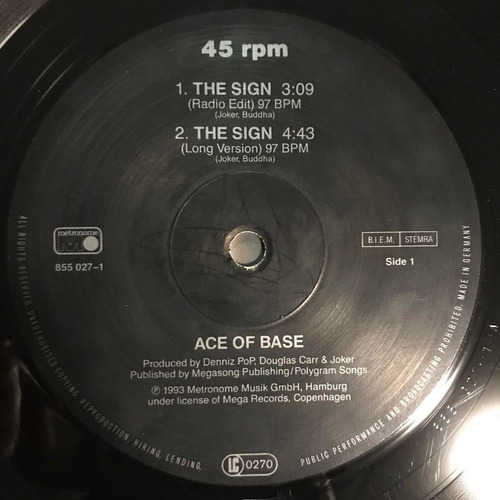 45 rpm
1. THE SIGN 3:09
(Radio Edit) 97 BPM
(Joker, Buddha)
2. THE SIGN 4:43
(Long Version) 97 BPM
(Joker, Buddha)
metronome
855 027-1
B.I.E.M. STEMRA
Side 1
ACE OF BASE
Produced by Denniz PoP, Douglas Carr & Joker
Published by Megasong Publishing/Polygram Songs
Ⓟ 1993 Metronome Musik GmbH, Hamburg
under license of Mega Records, Copenhagen
LC 0270
ALL RIGHTS RESERVED. UNAUTHORISED COPYING, REPRODUCTION, HIRING, LENDING, PUBLIC PERFORMANCE AND BROADCASTING PROHIBITED. MADE IN GERMANY